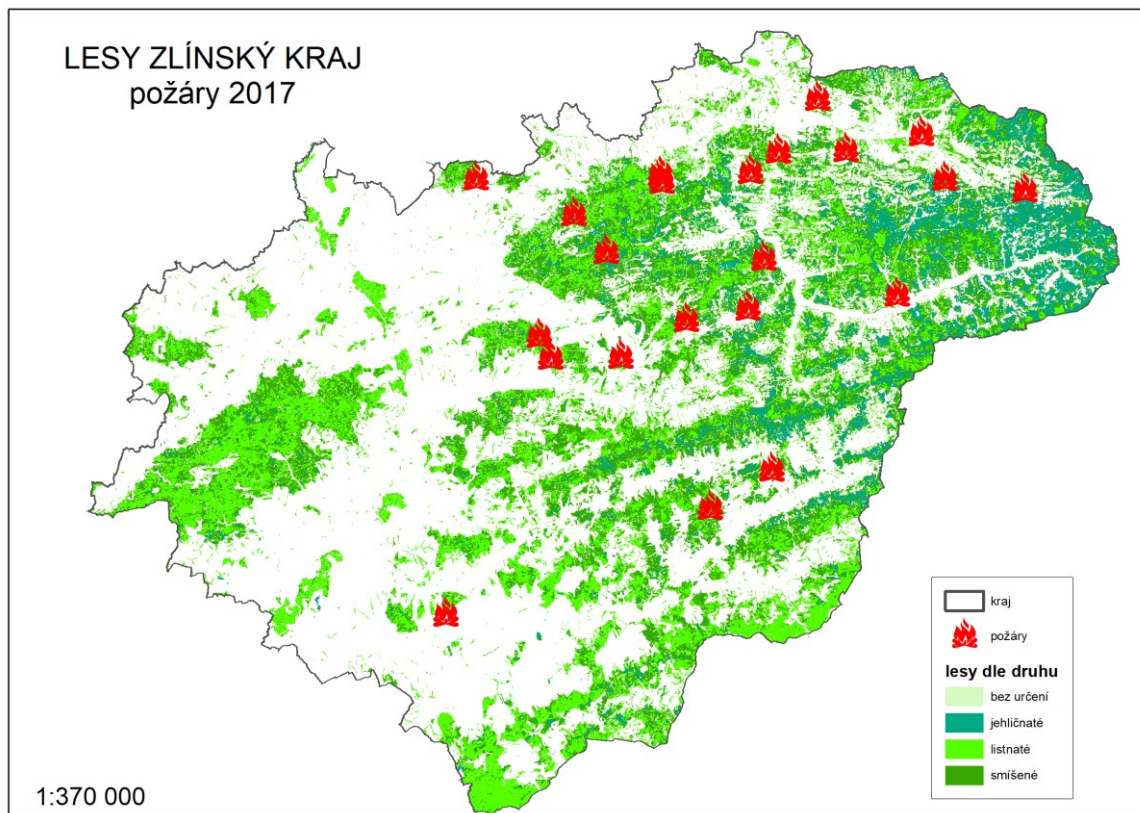 LESY ZLÍNSKÝ KRAJ
požáry 2017
kraj
požáry
lesy dle druhu
bez určení
jehličnaté
listnaté
smíšené
1:370 000